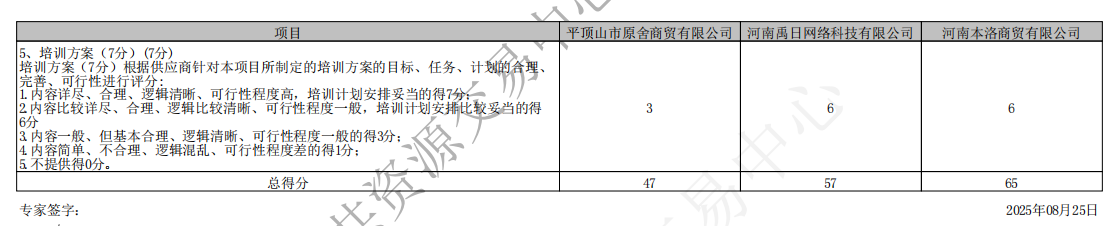 项目 平顶山市原舍商贸有限公司 河南禹日网络科技有限公司 河南本洛商贸有限公司
5、培训方案（7分）(7分)
培训方案（7分）根据供应商针对本项目所制定的培训方案的目标、任务、计划的合理、
完善、可行性进行评分:
1.内容详尽、合理、逻辑清晰、可行性程度高，培训计划安排妥当的得7分;
2.内容比较详尽、合理、逻辑比较清晰、可行性程度一般，培训计划安排比较妥当的得
6分
3.内容一般、但基本合理、逻辑清晰、可行性程度一般的得3分;
4.内容简单、不合理、逻辑混乱、可行性程度差的得1分;
5.不提供得0分。
3 6 6
总得分 47 57 65
专家签字: 2025年08月25日
共资源交易中心
易中心